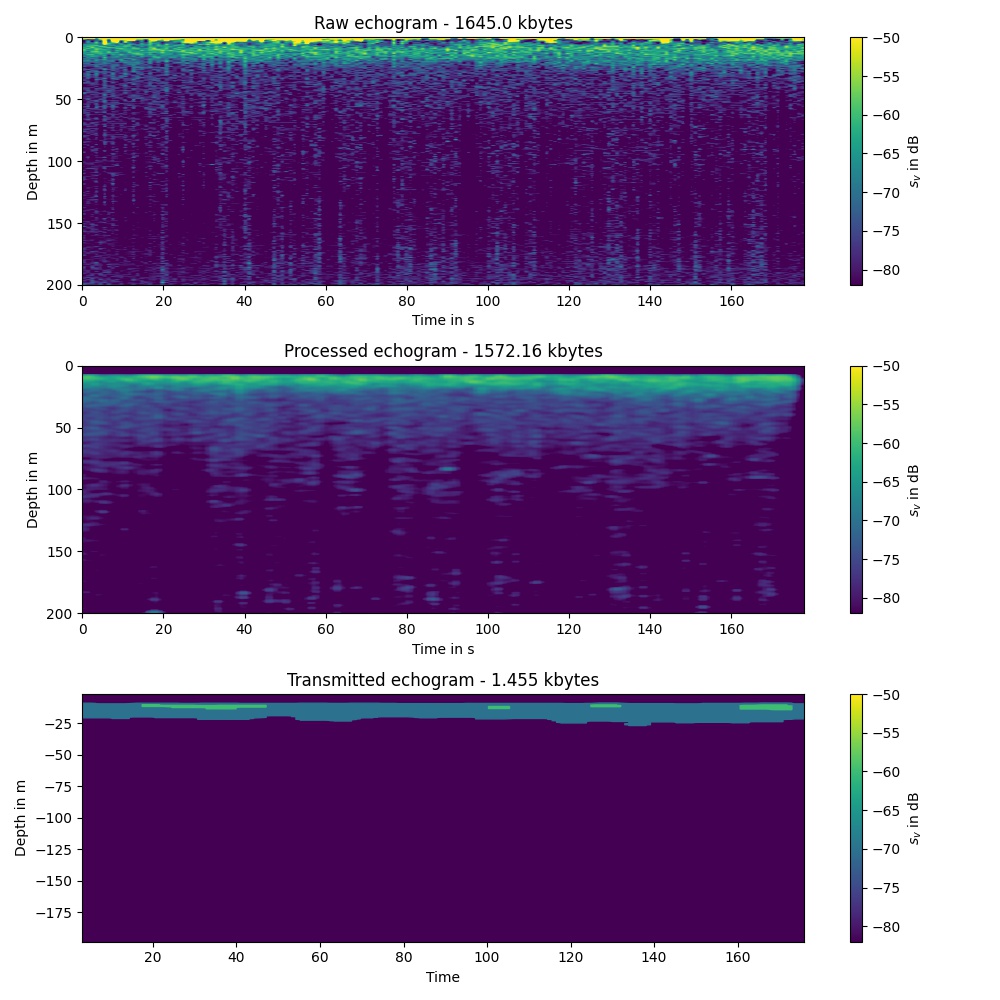 Raw echogram - 1645.0 kbytes
0
50
100
150
200
Depth in m
0 20 40 60 80 100 120 140 160
Time in s
−50
−55
−60
−65
−70
−75
−80
s_v in dB
Processed echogram - 1572.16 kbytes
0
50
100
150
200
Depth in m
0 20 40 60 80 100 120 140 160
Time in s
−50
−55
−60
−65
−70
−75
−80
s_v in dB
Transmitted echogram - 1.455 kbytes
−25
−50
−75
−100
−125
−150
−175
Depth in m
20 40 60 80 100 120 140 160
Time
−50
−55
−60
−65
−70
−75
−80
s_v in dB